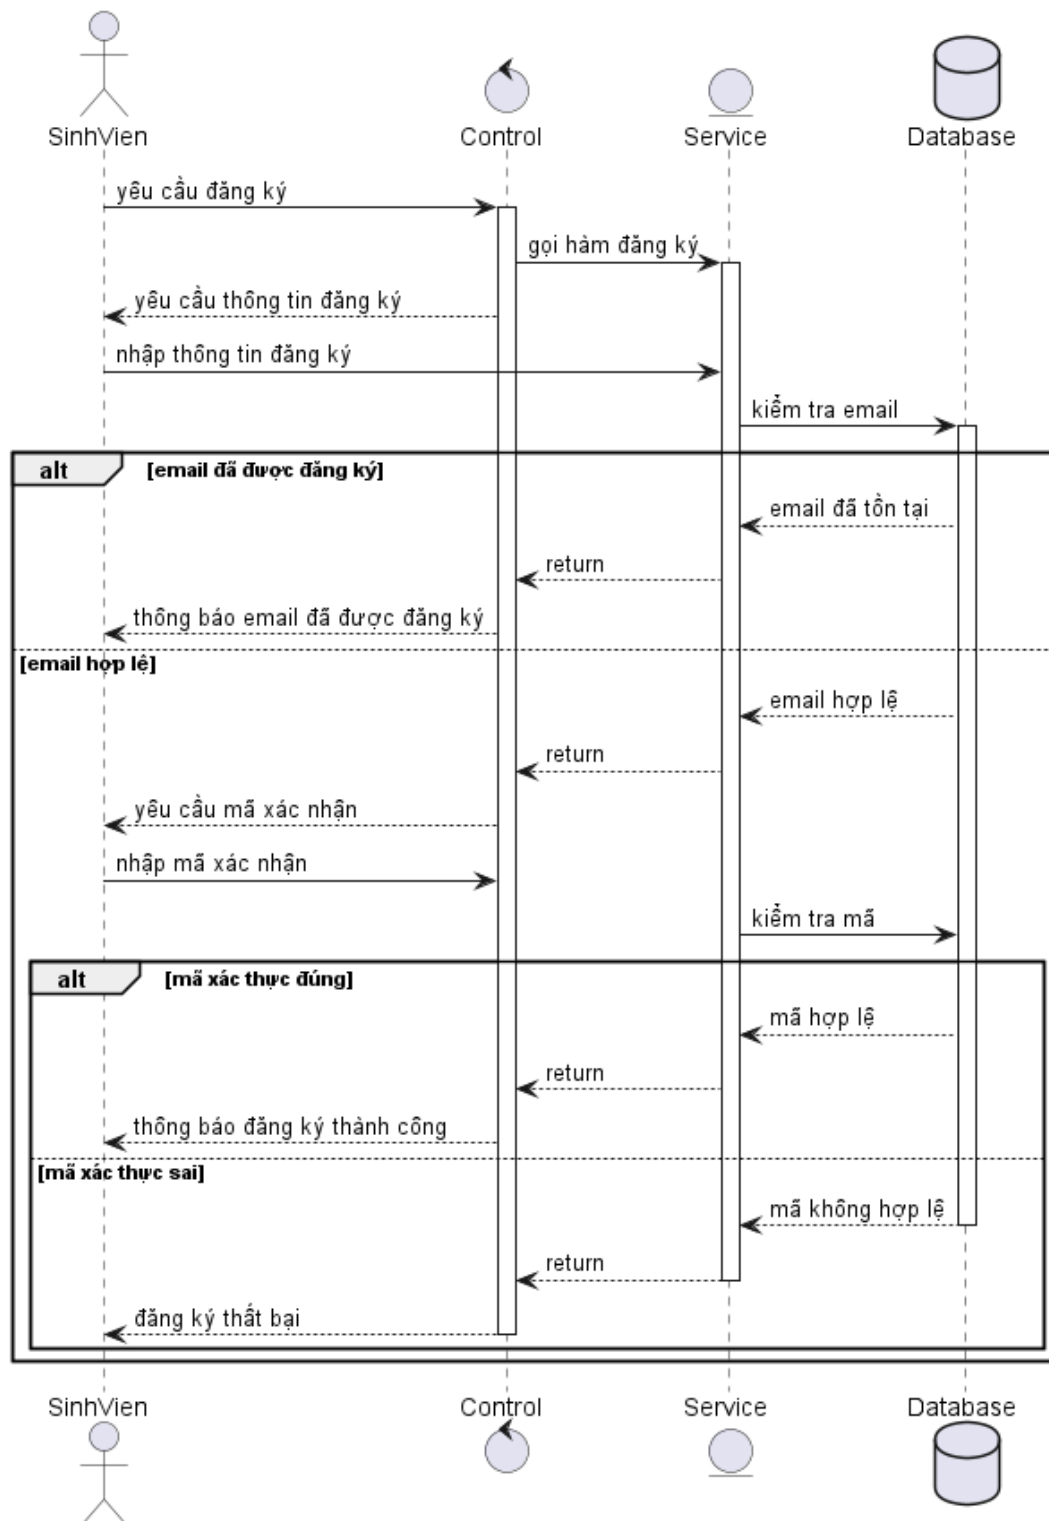 SinhVien
Control
Service
Database
yêu cầu đăng ký
gọi hàm đăng ký
yêu cầu thông tin đăng ký
nhập thông tin đăng ký
kiểm tra email
alt
[email đã được đăng ký]
email đã tồn tại
return
thông báo email đã được đăng ký
[email hợp lệ]
email hợp lệ
return
yêu cầu mã xác nhận
nhập mã xác nhận
kiểm tra mã
alt
[mã xác thực đúng]
mã hợp lệ
return
thông báo đăng ký thành công
[mã xác thực sai]
mã không hợp lệ
return
đăng ký thất bại
SinhVien
Control
Service
Database